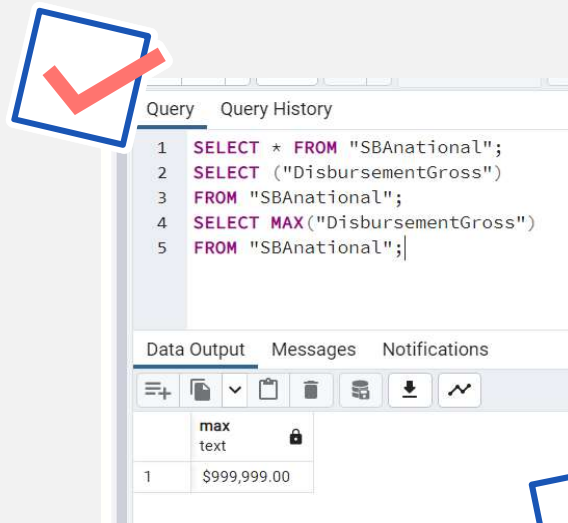 Query Query History
1 SELECT * FROM "SBAnational";
2 SELECT ("DisbursementGross")
3 FROM "SBAnational";
4 SELECT MAX("DisbursementGross")
5 FROM "SBAnational";
Data Output Messages Notifications
max
text
1 $999,999.00